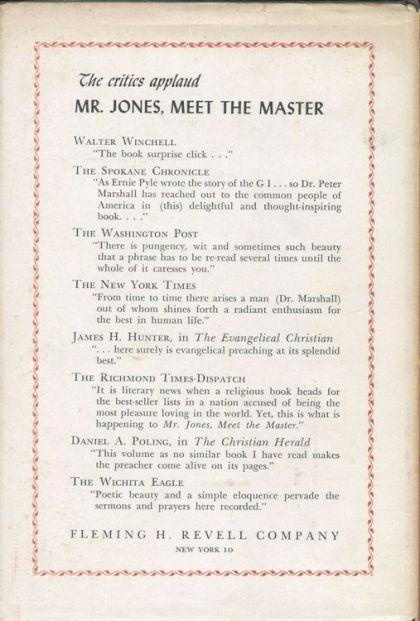 The critics applaud
MR. JONES, MEET THE MASTER
WALTER WINCHELL
"The book surprise click . . ."
THE SPOKANE CHRONICLE
"As Ernie Pyle wrote the story of the G I . . . so Dr. Peter
Marshall has reached out to the common people of
America in (this) delightful and thought-inspiring
book. . . ."
THE WASHINGTON POST
"There is pungency, wit and sometimes such beauty
that a phrase has to be re-read several times until the
whole of it caresses you."
THE NEW YORK TIMES
"From time to time there arises a man (Dr. Marshall)
out of whom shines forth a radiant enthusiasm for
the best in human life."
JAMES H. HUNTER, in The Evangelical Christian
". . . here surely is evangelical preaching at its splendid
best."
THE RICHMOND TIMES-DISPATCH
"It is literary news when a religious book heads for
the best-seller lists in a nation accused of being the
most pleasure loving in the world. Yet, this is what is
happening to Mr. Jones, Meet the Master."
DANIEL A. POLING, in The Christian Herald
"This volume as no similar book I have read makes
the preacher come alive on its pages."
THE WICHITA EAGLE
"Poetic beauty and a simple eloquence pervade the
sermons and prayers here recorded."
FLEMING H. REVELL COMPANY
NEW YORK 10